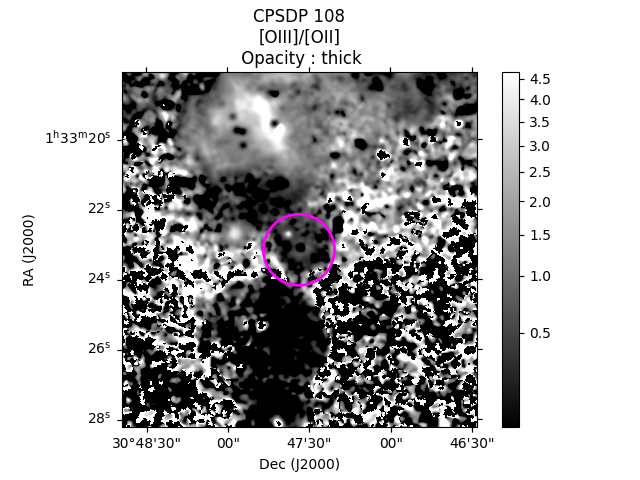 CPSDP 108
[OIII]/[OII]
Opacity : thick
1ʰ33ᵐ20ˢ
22ˢ
24ˢ
26ˢ
28ˢ
RA (J2000)
30°48'30" 00" 47'30" 00" 46'30"
Dec (J2000)
4.5
4.0
3.5
3.0
2.5
2.0
1.5
1.0
0.5